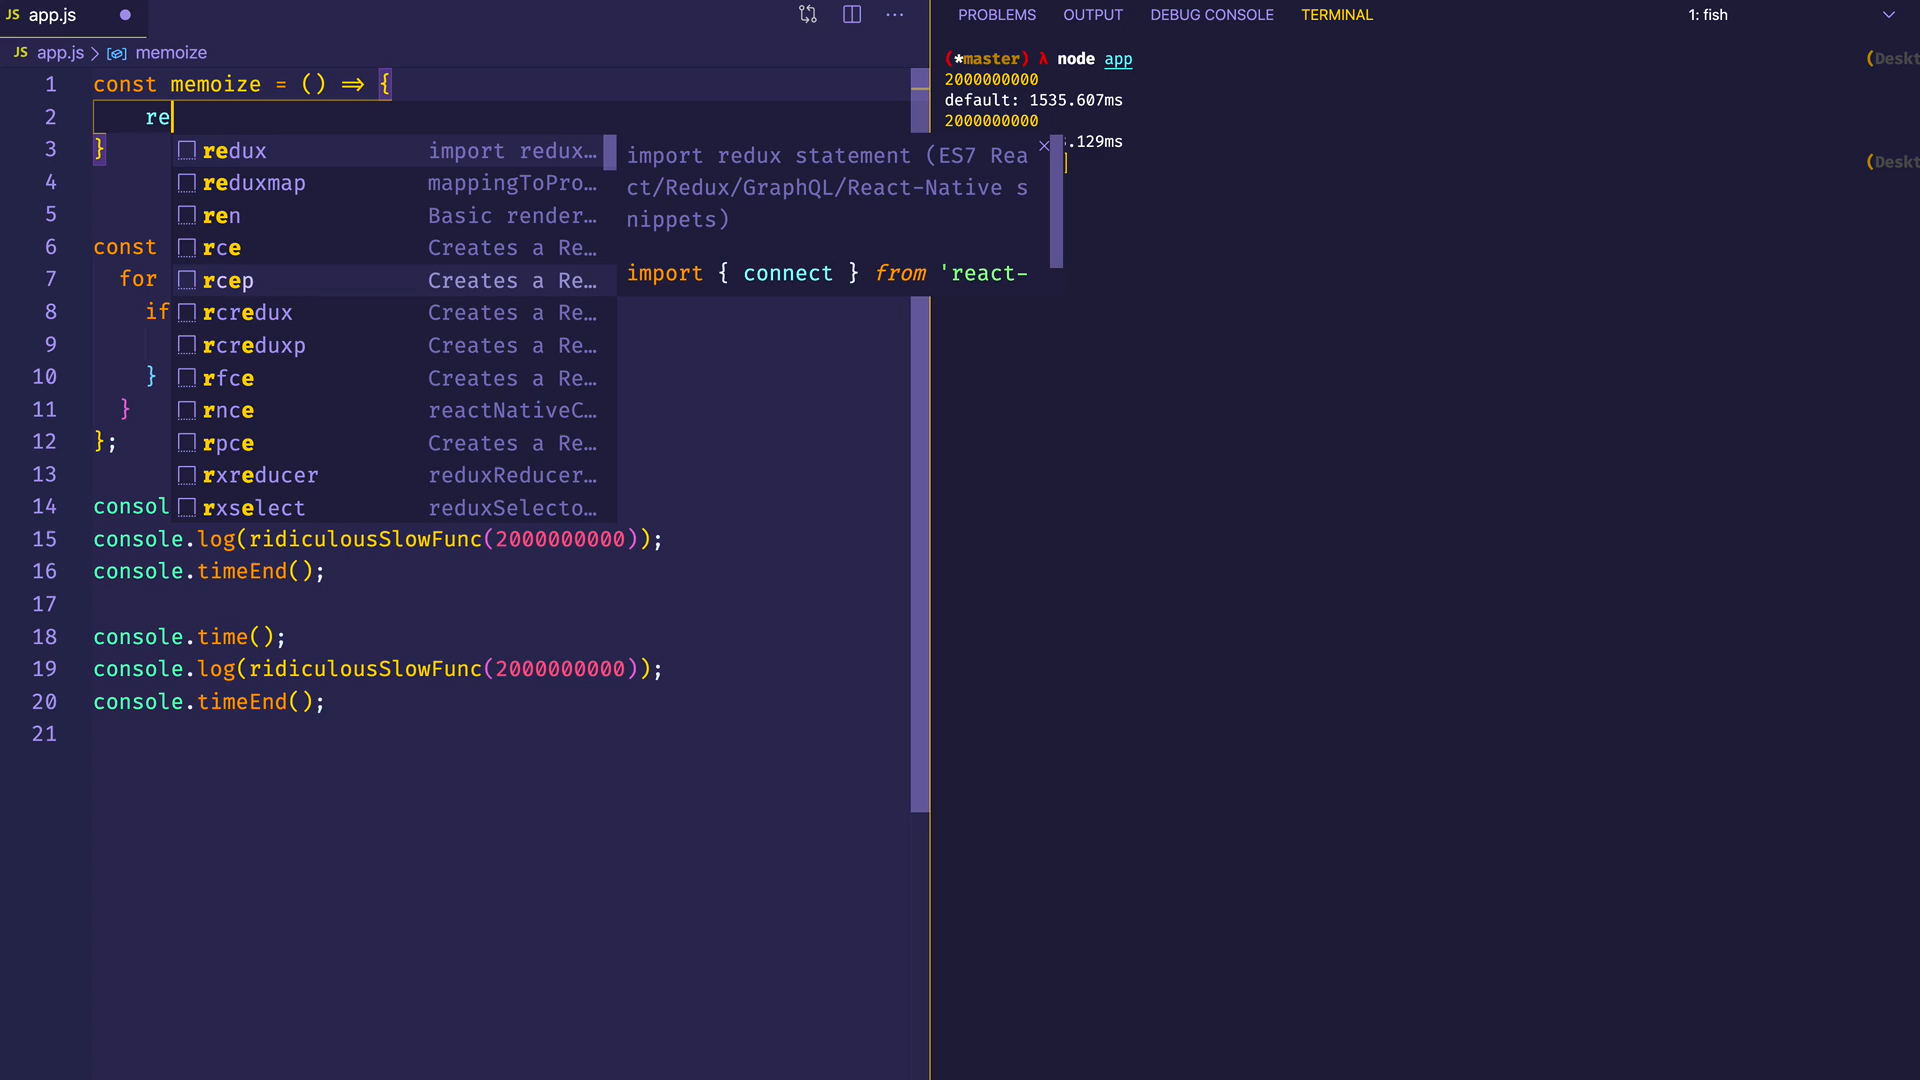 JS app.js
JS app.js > memoize
1 const memoize = () => {
2 re
3 }
4
5
6 const
7 for
8 if
9
10 }
11 }
12 };
13
14 consol
15 console.log(ridiculousSlowFunc(2000000000));
16 console.timeEnd();
17
18 console.time();
19 console.log(ridiculousSlowFunc(2000000000));
20 console.timeEnd();
21
redux import redux…
reduxmap mappingToPro…
ren Basic render…
rce Creates a Re…
rcep Creates a Re…
rcredux Creates a Re…
rcreduxp Creates a Re…
rfce Creates a Re…
rnce reactNativeC…
rpce Creates a Re…
rxreducer reduxReducer…
rxselect reduxSelecto…
import redux statement (ES7 Rea
ct/Redux/GraphQL/React-Native s
nippets)
import { connect } from 'react-
PROBLEMS OUTPUT DEBUG CONSOLE TERMINAL 1: fish
(*master) λ node app (Deskt
2000000000
default: 1535.607ms
2000000000
.129ms
(Deskt